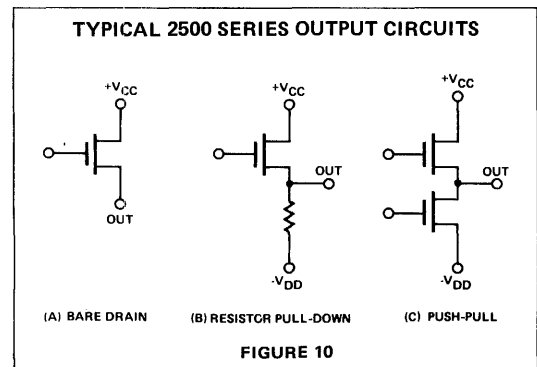 TYPICAL 2500 SERIES OUTPUT CIRCUITS
+VCC
OUT
(A) BARE DRAIN
+VCC
OUT
-VDD
(B) RESISTOR PULL-DOWN
+VCC
OUT
-VDD
(C) PUSH-PULL
FIGURE 10